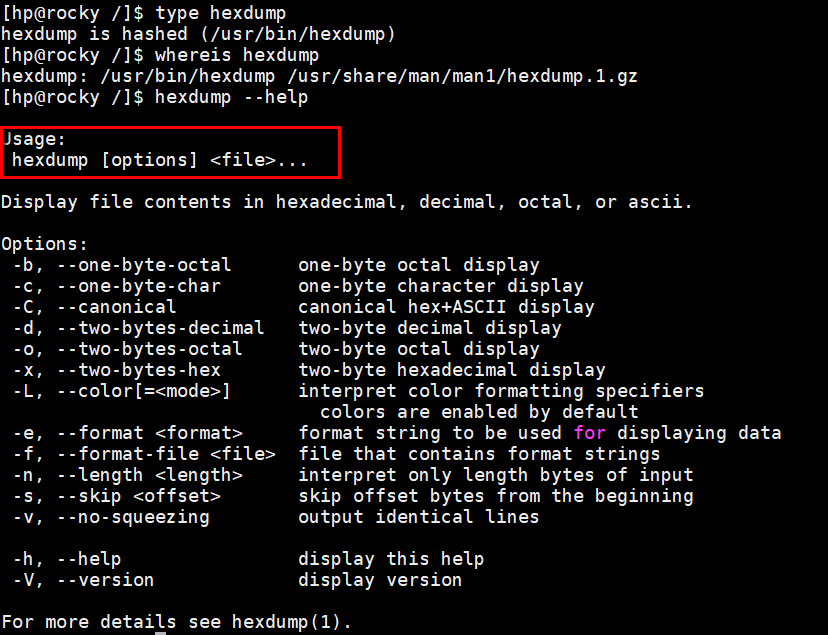 [hp@rocky /]$ type hexdump
hexdump is hashed (/usr/bin/hexdump)
[hp@rocky /]$ whereis hexdump
hexdump: /usr/bin/hexdump /usr/share/man/man1/hexdump.1.gz
[hp@rocky /]$ hexdump --help
Usage:
 hexdump [options] <file>...
Display file contents in hexadecimal, decimal, octal, or ascii.
Options:
 -b, --one-byte-octal      one-byte octal display
 -c, --one-byte-char       one-byte character display
 -C, --canonical           canonical hex+ASCII display
 -d, --two-bytes-decimal   two-byte decimal display
 -o, --two-bytes-octal     two-byte octal display
 -x, --two-bytes-hex       two-byte hexadecimal display
 -L, --color[=<mode>]      interpret color formatting specifiers
                             colors are enabled by default
 -e, --format <format>     format string to be used for displaying data
 -f, --format-file <file>  file that contains format strings
 -n, --length <length>     interpret only length bytes of input
 -s, --skip <offset>       skip offset bytes from the beginning
 -v, --no-squeezing        output identical lines
 -h, --help                display this help
 -V, --version             display version
For more details see hexdump(1).